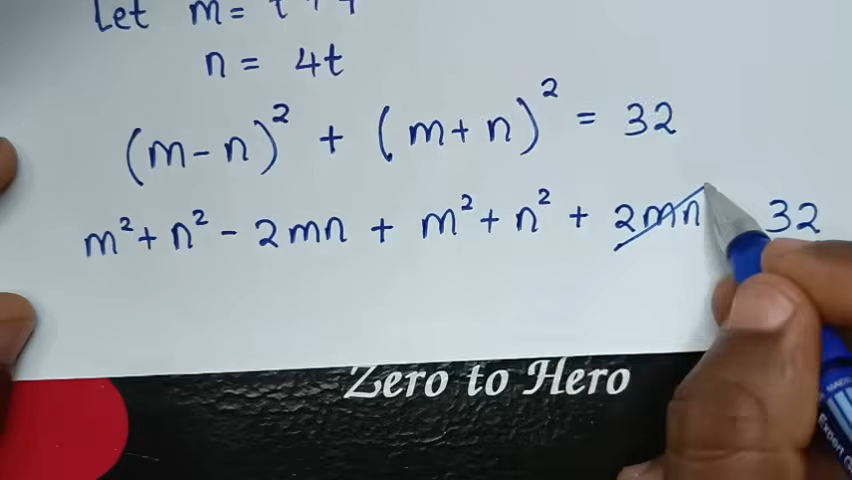 Let m =
n = 4t
(m - n)² + (m + n)² = 32
m² + n² - 2mn + m² + n² + 2mn 32
Zero to Hero